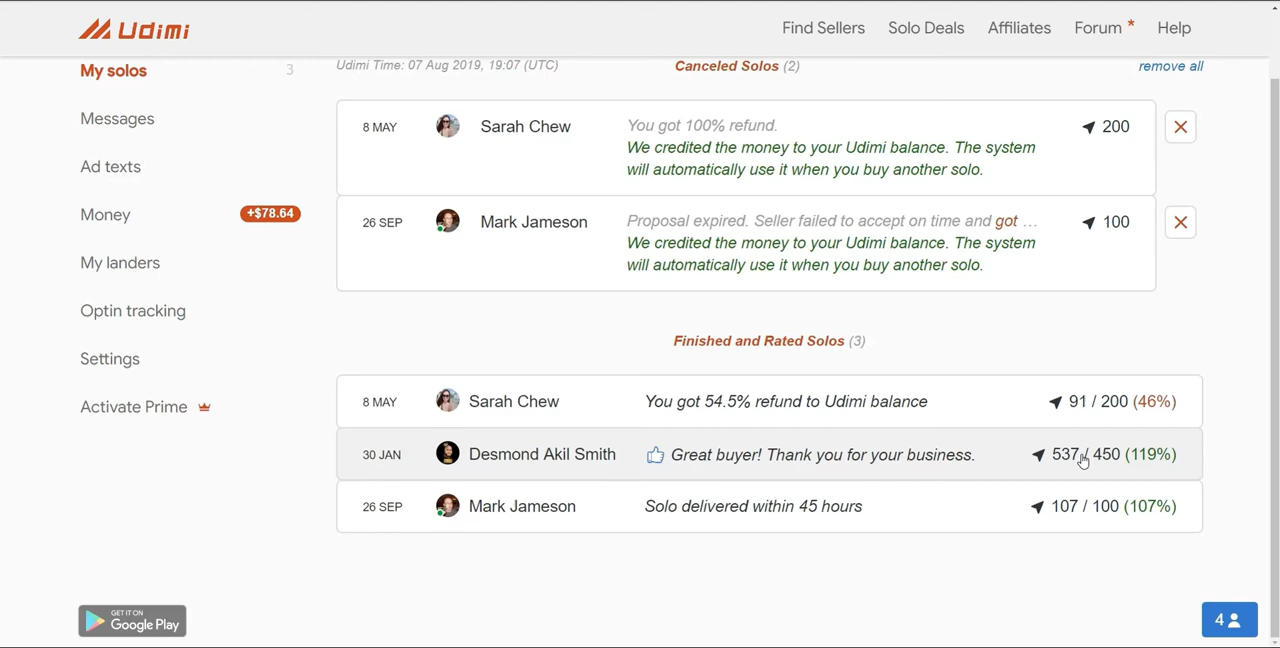 Udimi
Find Sellers
Solo Deals
Affiliates
Forum *
Help
My solos
3
Messages
Ad texts
Money
+$78.64
My landers
Optin tracking
Settings
Activate Prime
Udimi Time: 07 Aug 2019, 19:07 (UTC)
Canceled Solos (2)
remove all
8 MAY
Sarah Chew
You got 100% refund.
We credited the money to your Udimi balance. The system
will automatically use it when you buy another solo.
200
26 SEP
Mark Jameson
Proposal expired. Seller failed to accept on time and got …
We credited the money to your Udimi balance. The system
will automatically use it when you buy another solo.
100
Finished and Rated Solos (3)
8 MAY
Sarah Chew
You got 54.5% refund to Udimi balance
91 / 200 (46%)
30 JAN
Desmond Akil Smith
Great buyer! Thank you for your business.
537 / 450 (119%)
26 SEP
Mark Jameson
Solo delivered within 45 hours
107 / 100 (107%)
GET IT ON
Google Play
4